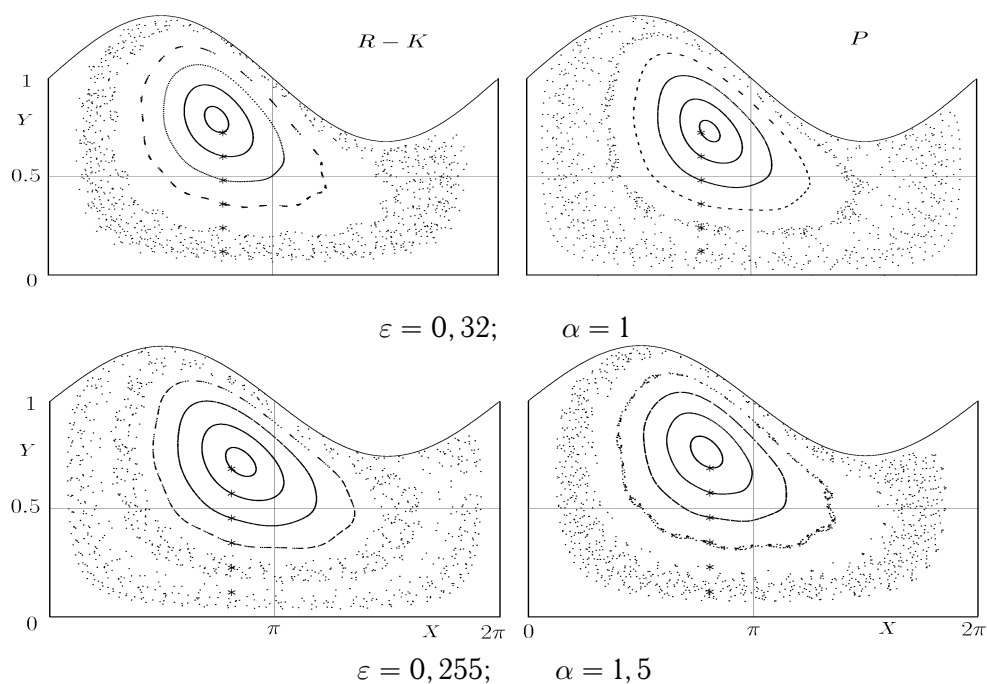 R − K
P
1
Y
0.5
0
ε = 0, 32; α = 1
1
Y
0.5
0
π
X
2π
0
π
X
2π
ε = 0, 255; α = 1, 5